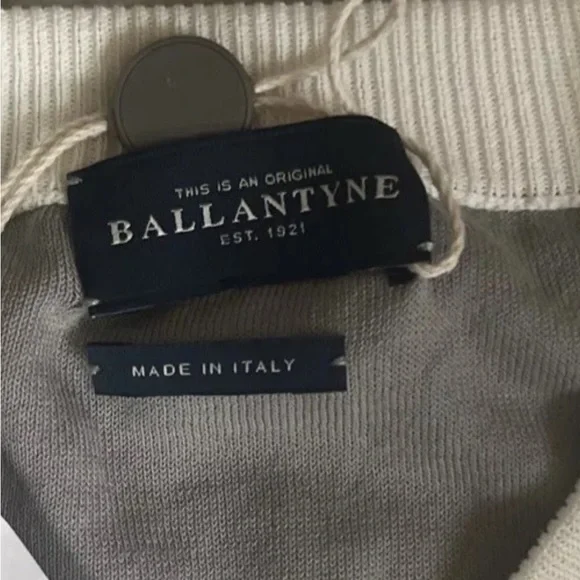 THIS IS AN ORIGINAL
BALLANTYNE
EST. 1921
MADE IN ITALY